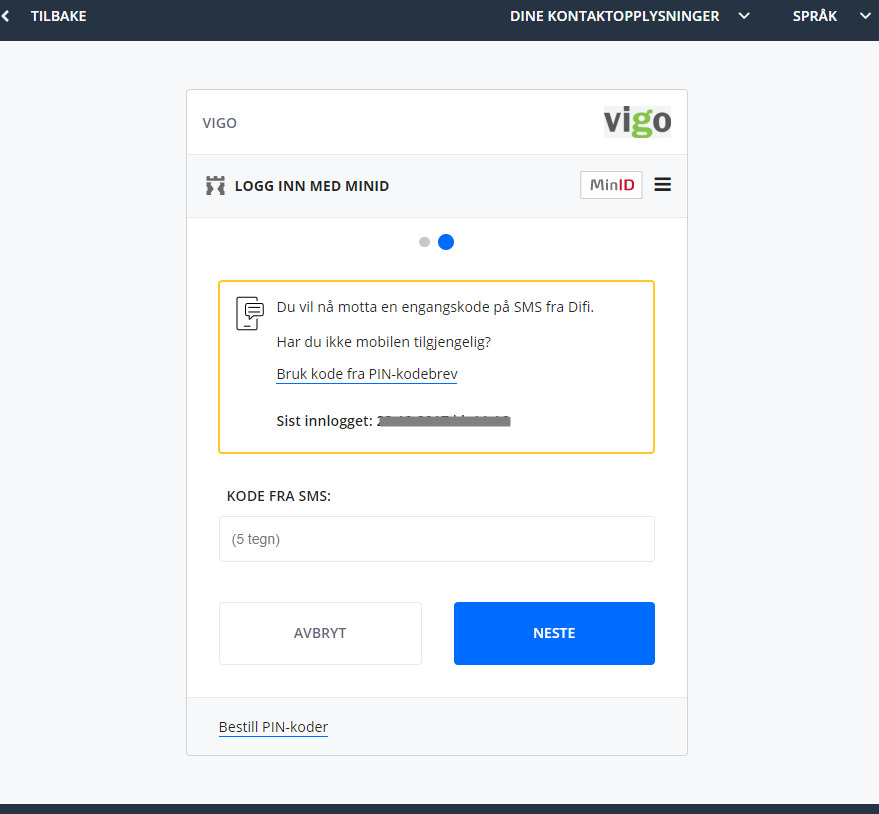 TILBAKE
DINE KONTAKTOPPLYSNINGER
SPRÅK
VIGO
vigo
LOGG INN MED MINID
MinID
Du vil nå motta en engangskode på SMS fra Difi.
Har du ikke mobilen tilgjengelig?
Bruk kode fra PIN-kodebrev
Sist innlogget:
KODE FRA SMS:
(5 tegn)
AVBRYT
NESTE
Bestill PIN-koder